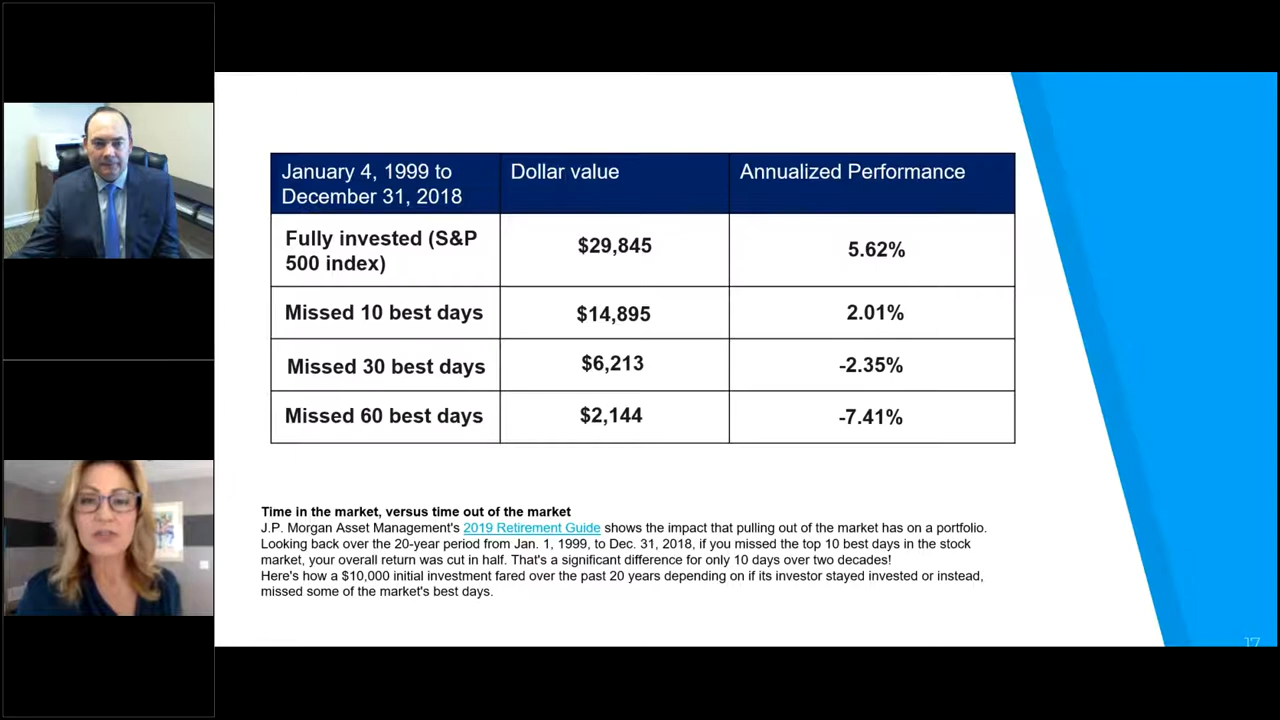 January 4, 1999 to
December 31, 2018
Dollar value
Annualized Performance
Fully invested (S&P
500 index)
$29,845
5.62%
Missed 10 best days
$14,895
2.01%
Missed 30 best days
$6,213
-2.35%
Missed 60 best days
$2,144
-7.41%
Time in the market, versus time out of the market
J.P. Morgan Asset Management's 2019 Retirement Guide shows the impact that pulling out of the market has on a portfolio.
Looking back over the 20-year period from Jan. 1, 1999, to Dec. 31, 2018, if you missed the top 10 best days in the stock
market, your overall return was cut in half. That's a significant difference for only 10 days over two decades!
Here's how a $10,000 initial investment fared over the past 20 years depending on if its investor stayed invested or instead,
missed some of the market's best days.
17